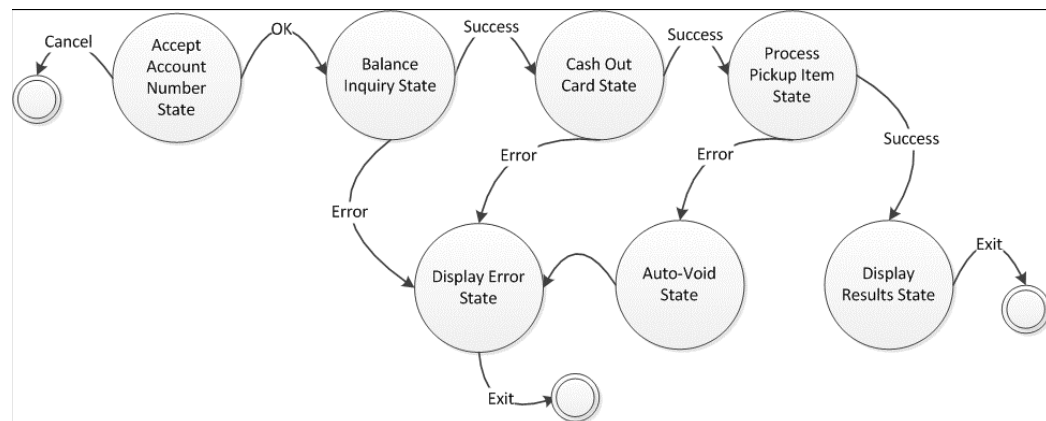 Cancel
Accept
Account
Number
State
OK
Balance
Inquiry State
Success
Cash Out
Card State
Success
Process
Pickup Item
State
Error
Error
Error
Success
Display Error
State
Auto-Void
State
Display
Results State
Exit
Exit